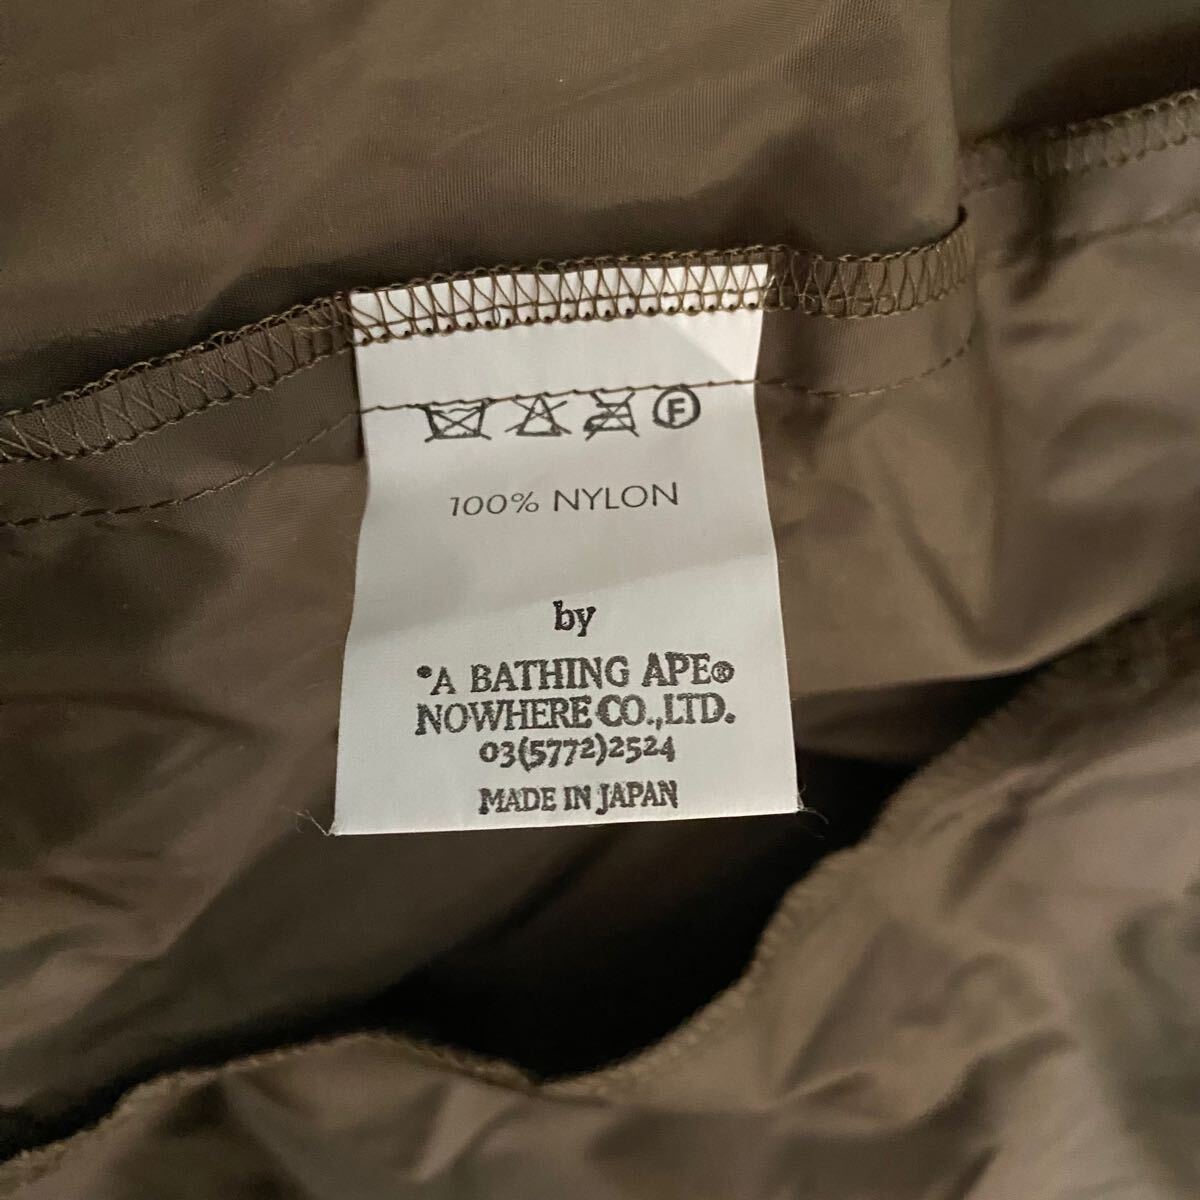 F
100% NYLON
by
•A BATHING APE®
NOWHERE CO.,LTD.
03(5772)2524
MADE IN JAPAN